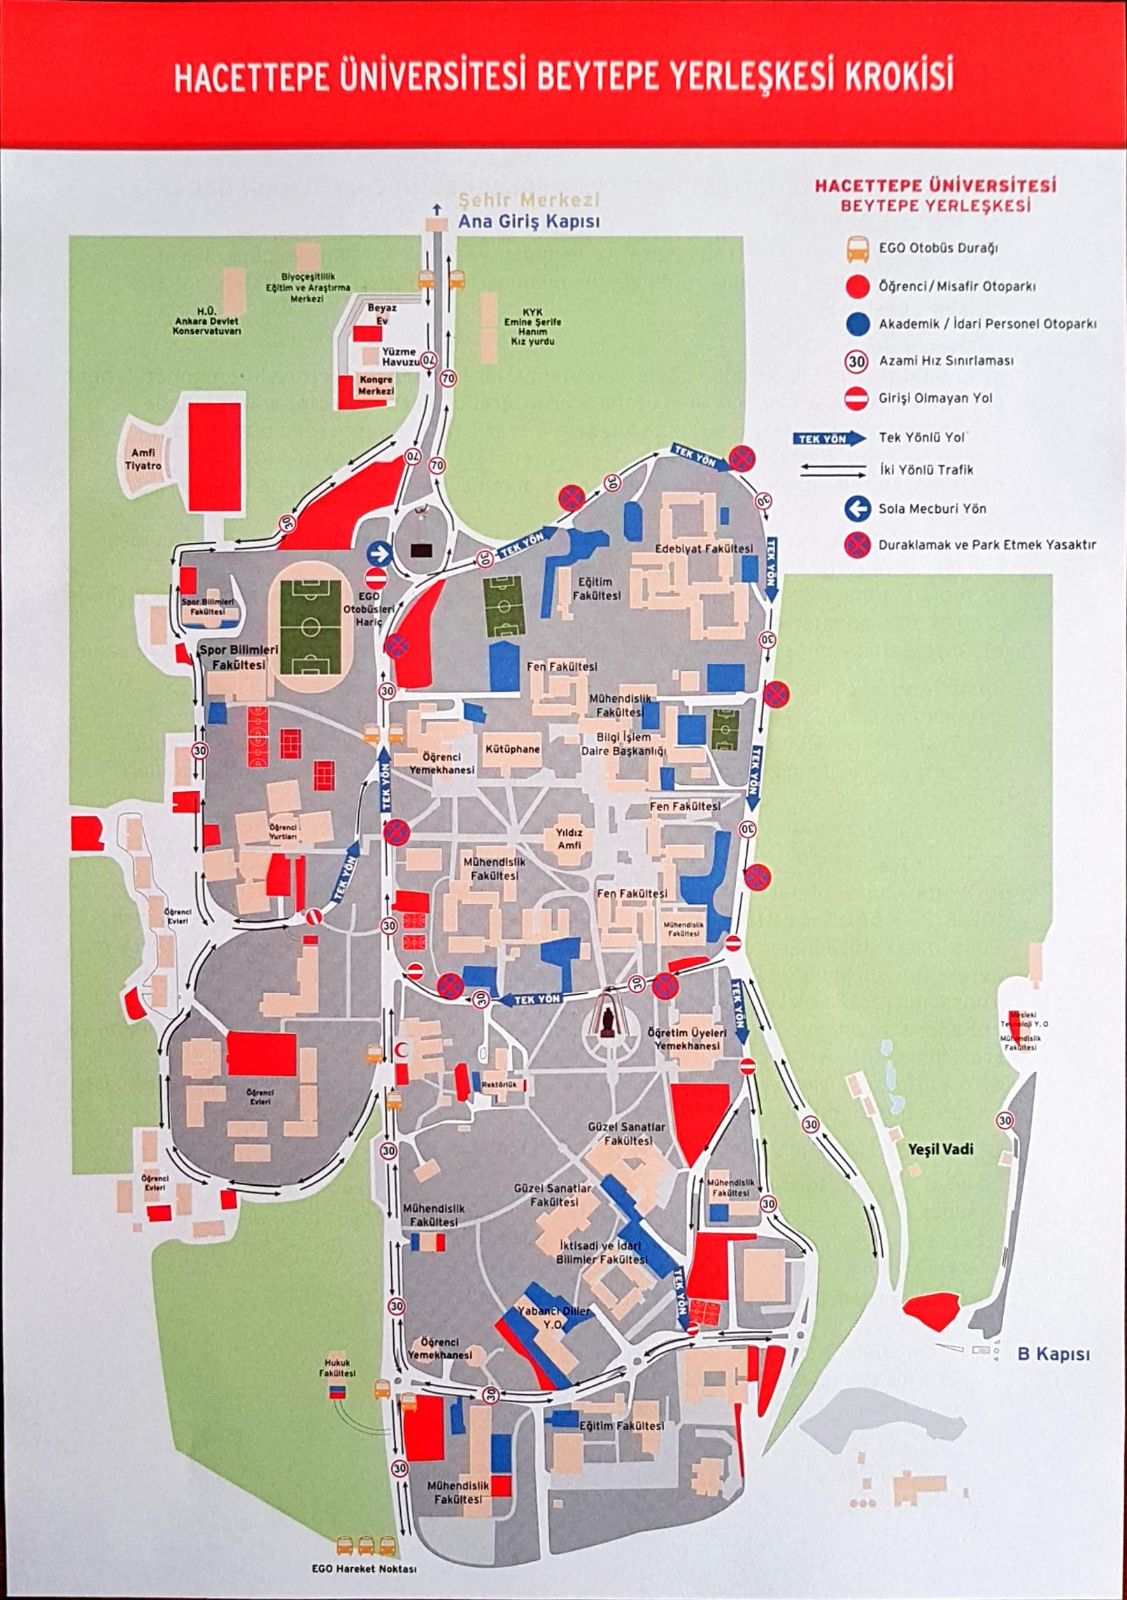 HACETTEPE ÜNİVERSİTESİ BEYTEPE YERLEŞKESİ KROKİSİ
HACETTEPE ÜNİVERSİTESİ
BEYTEPE YERLEŞKESİ
EGO Otobüs Durağı
Öğrenci / Misafir Otoparkı
Akademik / İdari Personel Otoparkı
30
Azami Hız Sınırlaması
Girişi Olmayan Yol
TEK YÖN
Tek Yönlü Yol
İki Yönlü Trafik
Sola Mecburi Yön
Duraklamak ve Park Etmek Yasaktır
Şehir Merkezi
Ana Giriş Kapısı
Biyoçeşitlilik
Eğitim ve Araştırma
Merkezi
H.Ü.
Ankara Devlet
Konservatuvarı
Beyaz
Ev
KYK
Emine Şerife
Hanım
Kız yurdu
Yüzme
Havuzu
70
70
Kongre
Merkezi
Amfi
Tiyatro
70
70
TEK YÖN
30
30
30
TEK YÖN
30
Edebiyat Fakültesi
TEK YÖN
Eğitim
Fakültesi
EGO
Otobüsleri
Hariç
Spor Bilimleri
Fakültesi
Spor Bilimleri
Fakültesi
30
Fen Fakültesi
30
Mühendislik
Fakültesi
Bilgi İşlem
Daire Başkanlığı
Kütüphane
Öğrenci
Yemekhanesi
30
TEK YÖN
TEK YÖN
Fen Fakültesi
30
Öğrenci
Yurtları
Yıldız
Amfi
Mühendislik
Fakültesi
TEK YÖN
Fen Fakültesi
Öğrenci
Evleri
30
Mühendislik
Fakültesi
30
30
TEK YÖN
TEK YÖN
Mesleki
Teknoloji Y. O
Mühendislik
Fakültesi
Öğretim Üyeleri
Yemekhanesi
Rektörlük
Öğrenci
Evleri
30
30
30
Güzel Sanatlar
Fakültesi
Yeşil Vadi
Öğrenci
Evleri
Güzel Sanatlar
Fakültesi
Mühendislik
Fakültesi
30
Mühendislik
Fakültesi
İktisadi ve İdari
Bilimler Fakültesi
TEK YÖN
30
Yabancı Diller
Y.O.
Öğrenci
Yemekhanesi
B Kapısı
Hukuk
Fakültesi
30
Eğitim Fakültesi
30
Mühendislik
Fakültesi
EGO Hareket Noktası